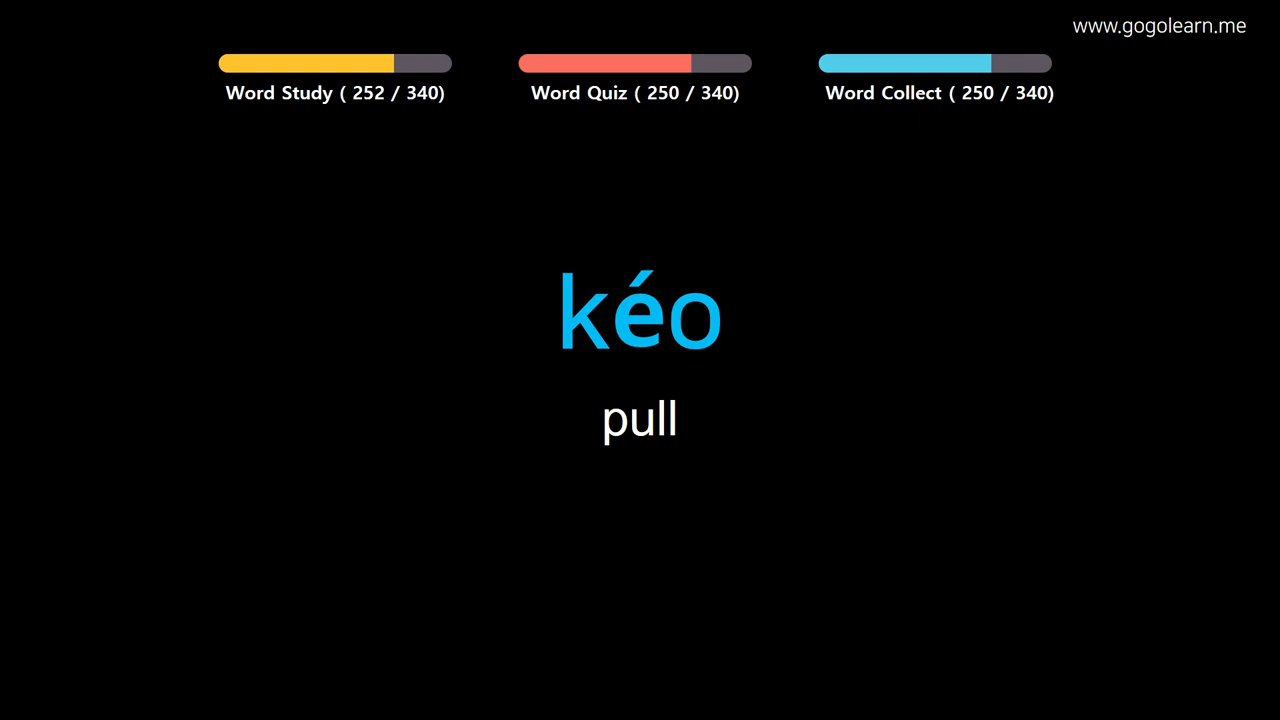 www.gogolearn.me
Word Study ( 252 / 340)
Word Quiz ( 250 / 340)
Word Collect ( 250 / 340)
kéo
pull